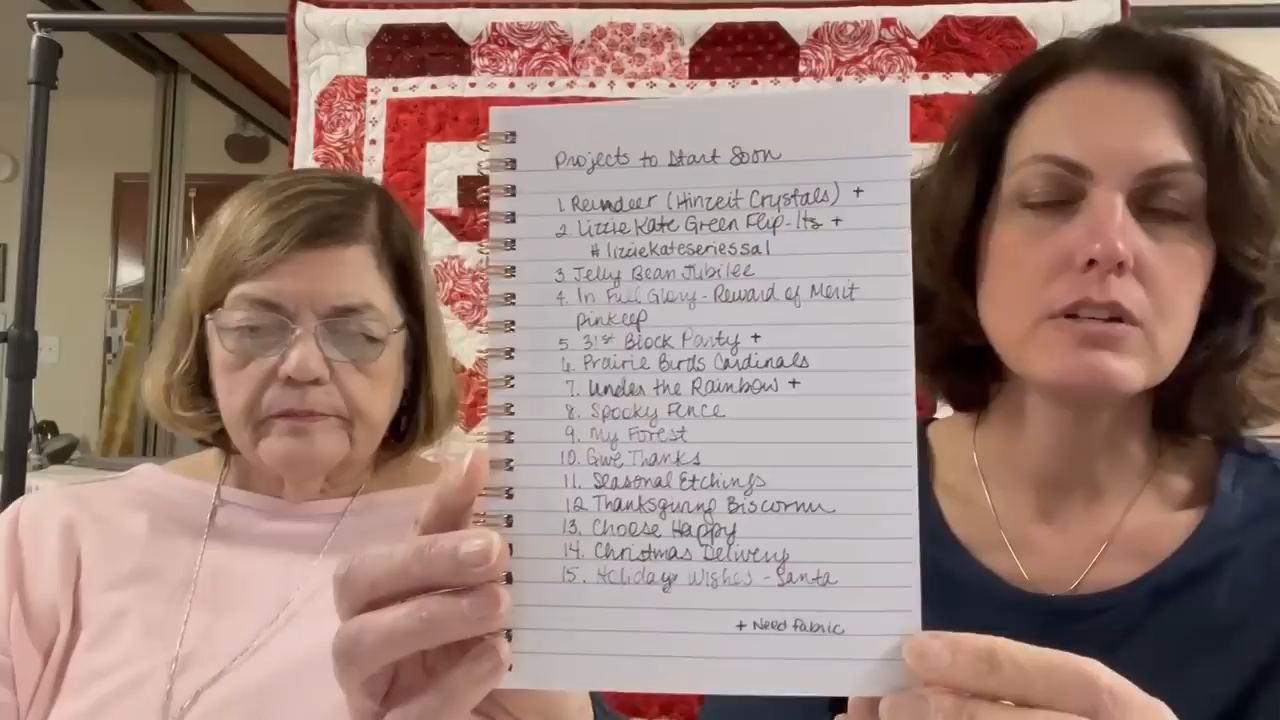 Projects to Start Soon
1. Reindeer (Hinzeit Crystals) +
2. Lizzie Kate Green Flip-Its +
#lizziekateseriessal
3. Jelly Bean Jubilee
4. In Full Glory - Reward of Merit
Pinkeep
5. 31st Block Party +
6. Prairie Birds Cardinals
7. Under the Rainbow +
8. Spooky Fence
9. My Forest
10. Give Thanks
11. Seasonal Etchings
12 Thanksgiving Biscornu
13. Choose Happy
14. Christmas Delivery
15. Holiday Wishes - Santa
+ Need Fabric